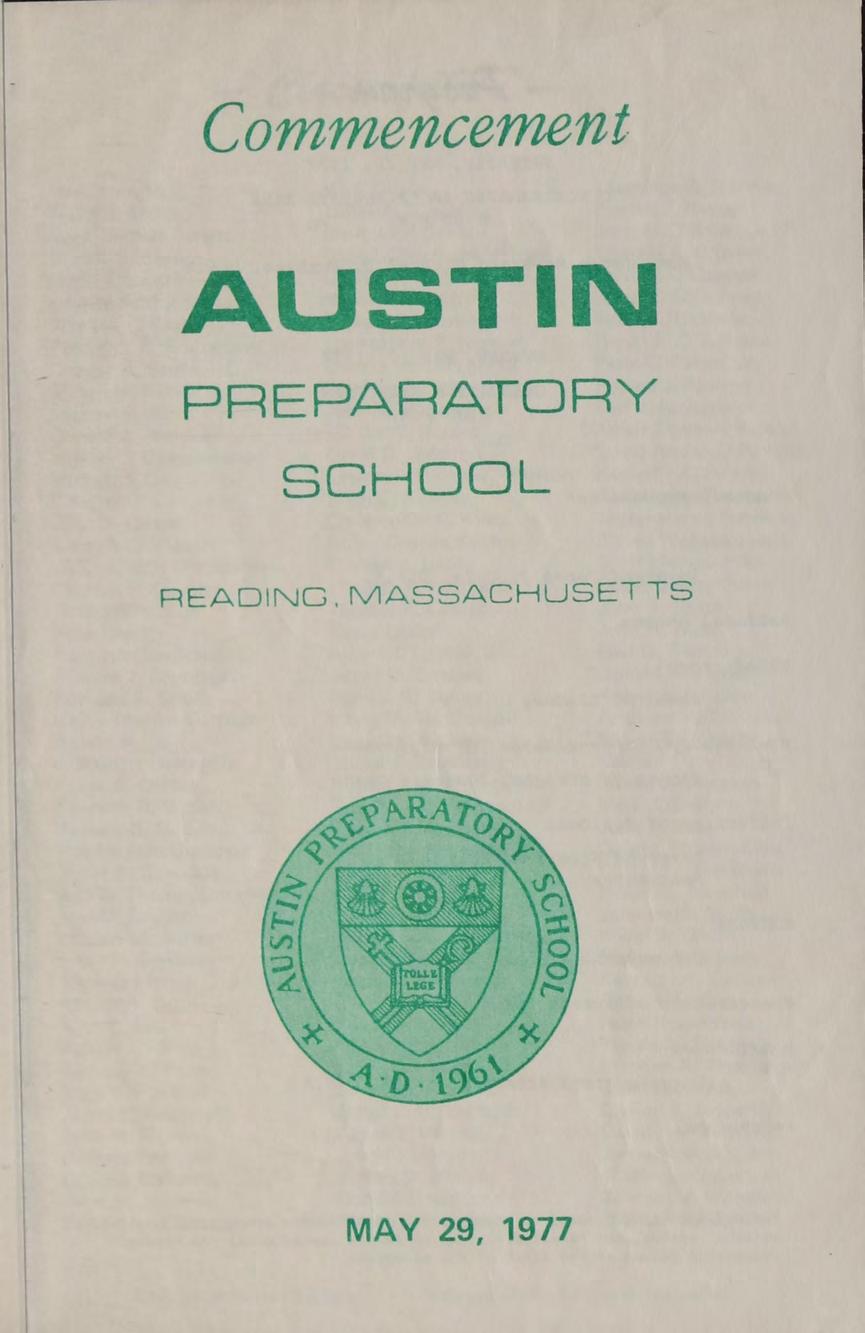 Commencement
AUSTIN
PREPARATORY
SCHOOL
READING, MASSACHUSETTS
AUSTIN PREPARATORY SCHOOL
TOLLE
LEGE
A·D·1961
MAY 29, 1977